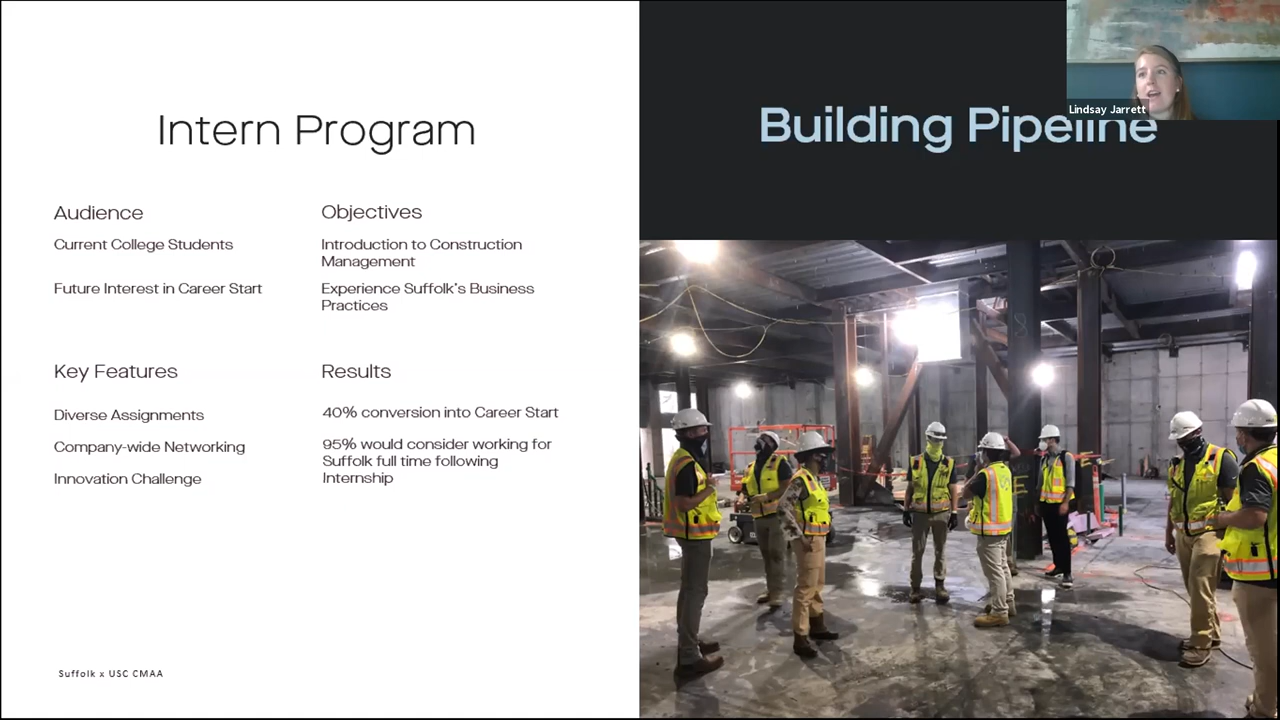 Intern Program
Audience
Current College Students
Future Interest in Career Start
Objectives
Introduction to Construction
Management
Experience Suffolk's Business
Practices
Key Features
Diverse Assignments
Company-wide Networking
Innovation Challenge
Results
40% conversion into Career Start
95% would consider working for
Suffolk full time following
Internship
Suffolk x USC CMAA
Building Pipeline
Lindsay Jarrett